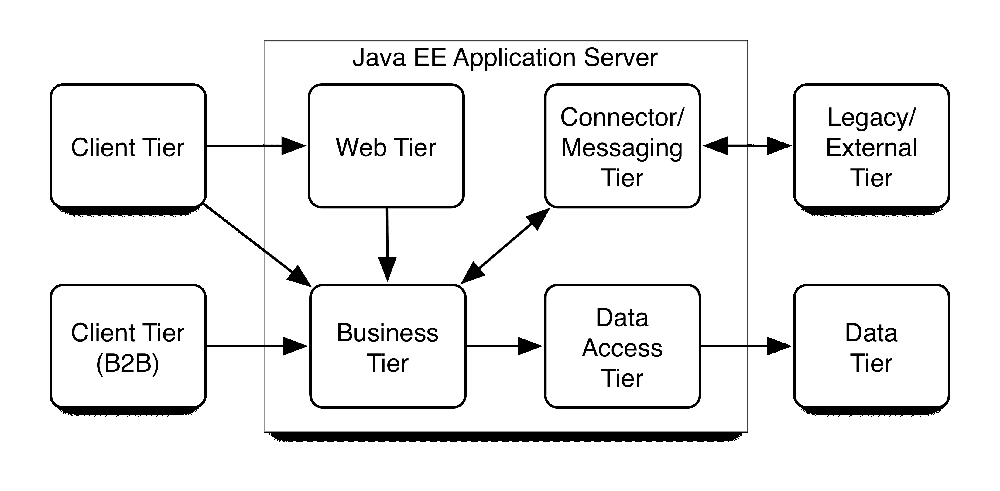 Java EE Application Server
Client Tier
Web Tier
Connector/
Messaging
Tier
Legacy/
External
Tier
Client Tier
(B2B)
Business
Tier
Data
Access
Tier
Data
Tier